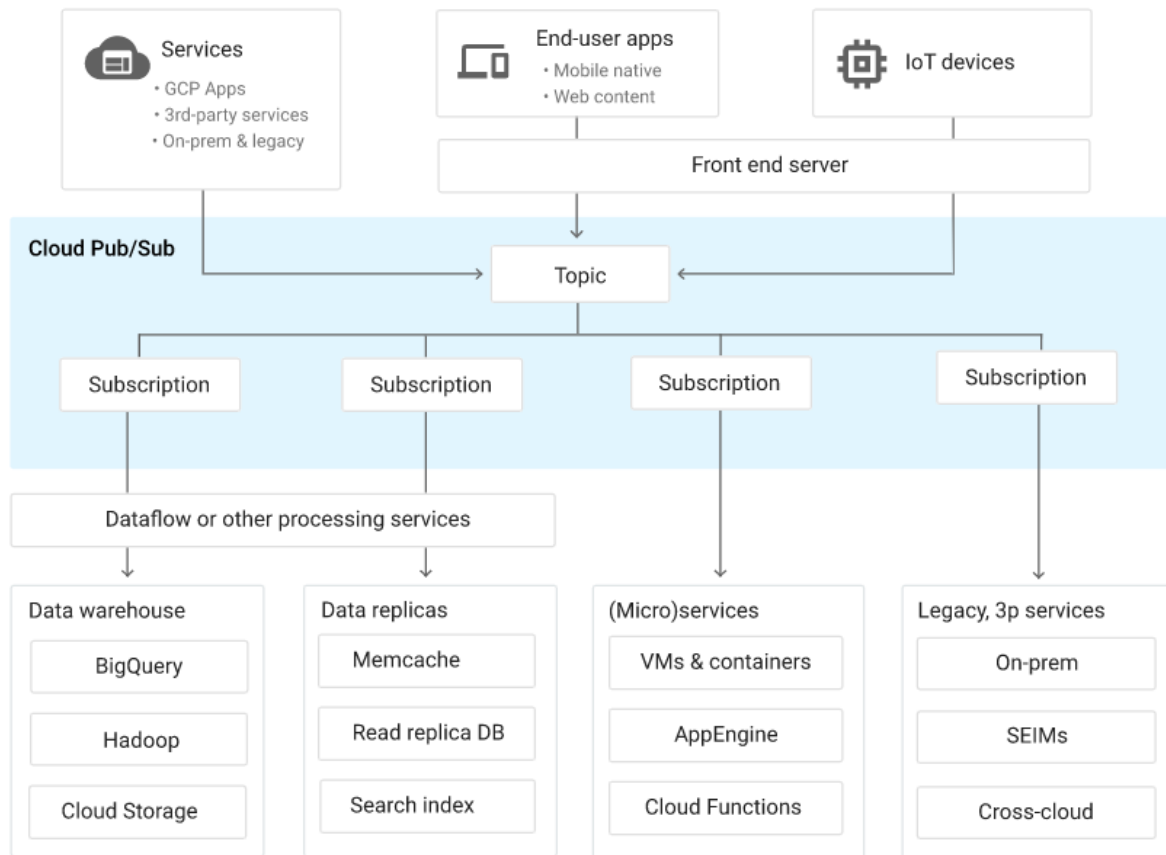 Services
• GCP Apps
• 3rd-party services
• On-prem & legacy
End-user apps
• Mobile native
• Web content
IoT devices
Front end server
Cloud Pub/Sub
Topic
Subscription
Subscription
Subscription
Subscription
Dataflow or other processing services
Data warehouse
BigQuery
Hadoop
Cloud Storage
Data replicas
Memcache
Read replica DB
Search index
(Micro)services
VMs & containers
AppEngine
Cloud Functions
Legacy, 3p services
On-prem
SEIMs
Cross-cloud